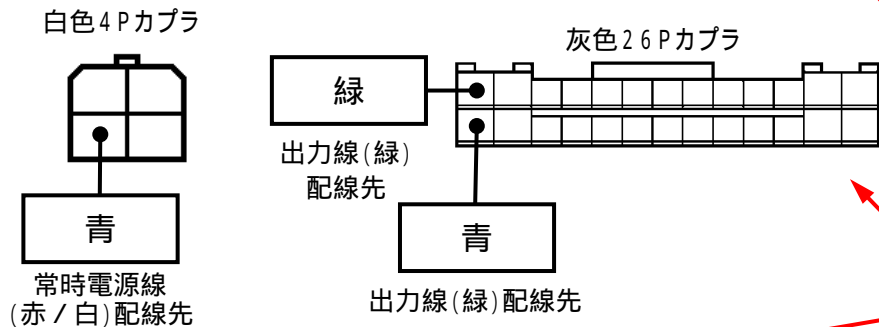 白色4Pカプラ
青
常時電源線
(赤/白)配線先
灰色26Pカプラ
緑
出力線(緑)
配線先
青
出力線(緑)配線先